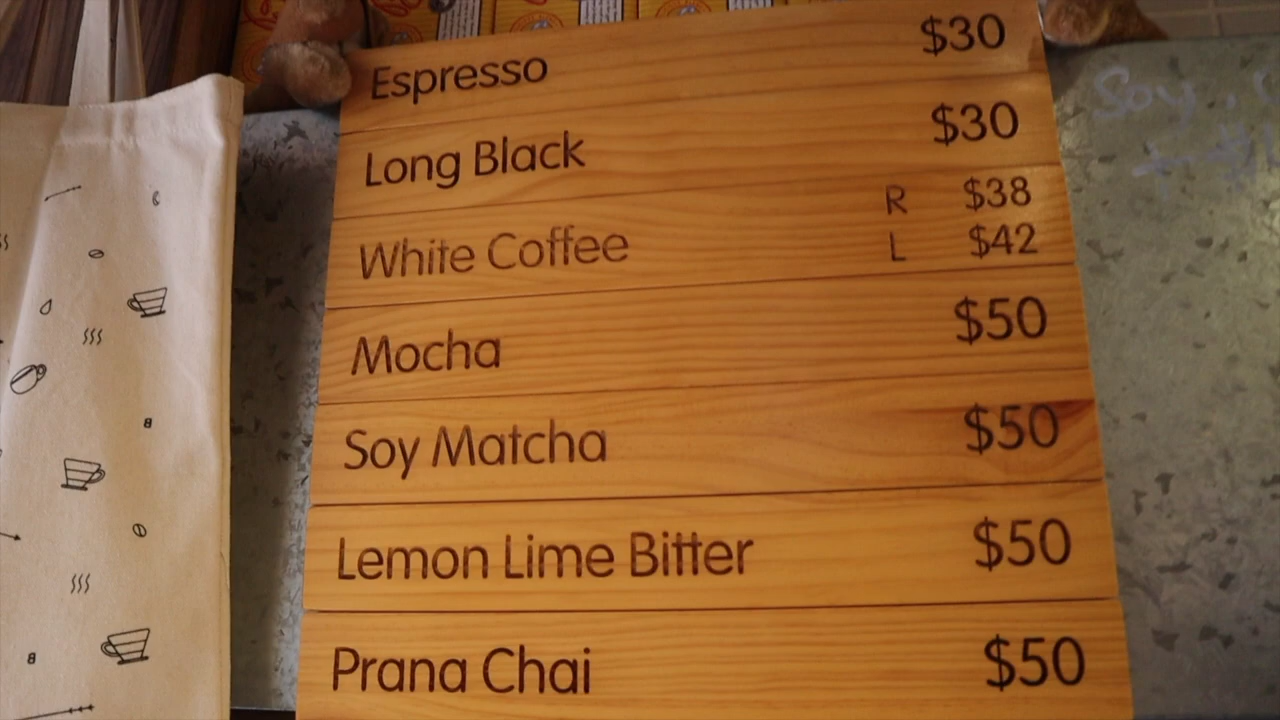 Espresso $30
Long Black $30
White Coffee R $38
L $42
Mocha $50
Soy Matcha $50
Lemon Lime Bitter $50
Prana Chai $50
Soy,